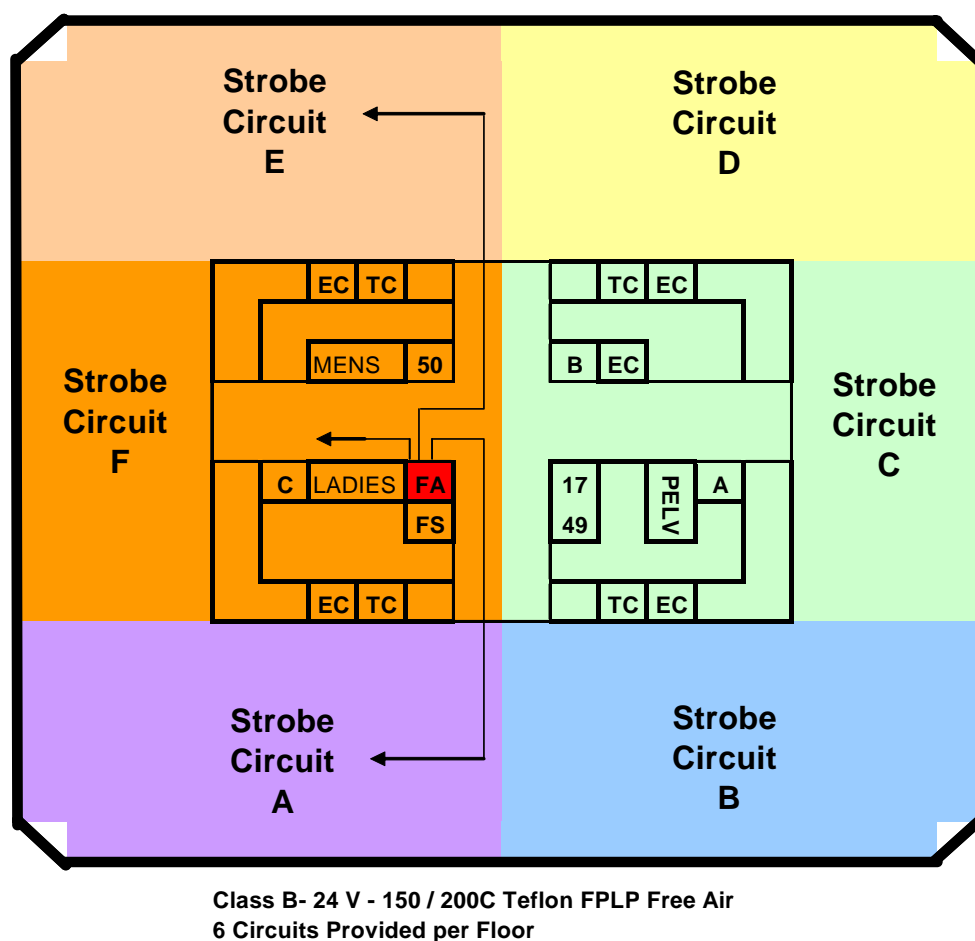 Strobe
Circuit
E
Strobe
Circuit
D
EC TC
TC EC
MENS 50
B EC
Strobe
Circuit
F
Strobe
Circuit
C
C LADIES FA
FS
17
49
PELV
A
EC TC
TC EC
Strobe
Circuit
A
Strobe
Circuit
B
Class B- 24 V - 150 / 200C Teflon FPLP Free Air
6 Circuits Provided per Floor